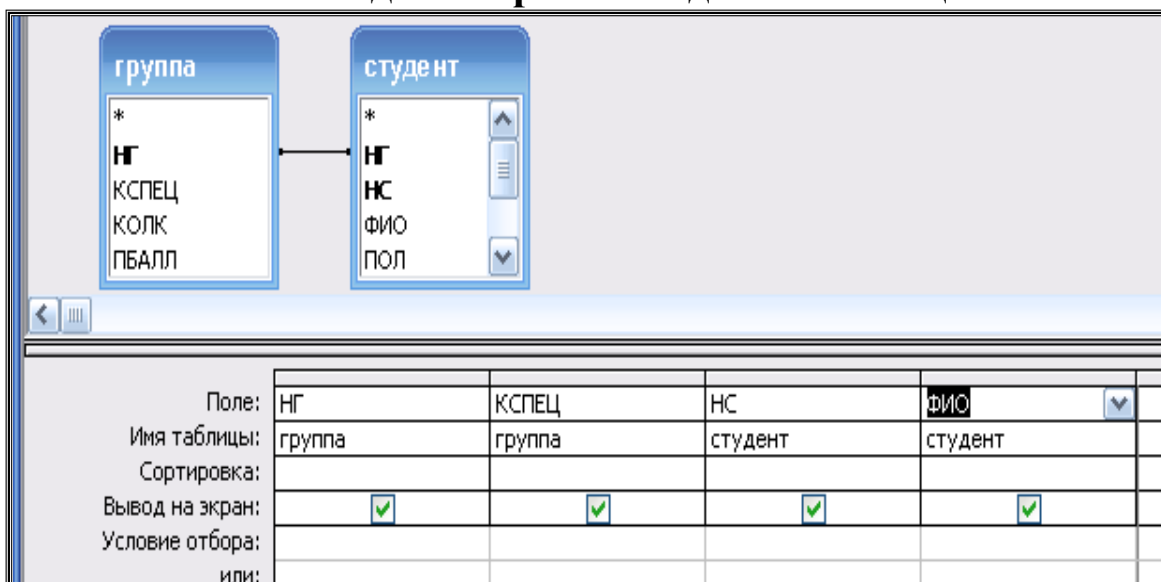 группа студент
* *
НГ НГ
КСПЕЦ НС
КОЛК ФИО
ПБАЛЛ ПОЛ
Поле: НГ КСПЕЦ НС ФИО
Имя таблицы: группа группа студент студент
Сортировка:
Вывод на экран:
Условие отбора:
или: